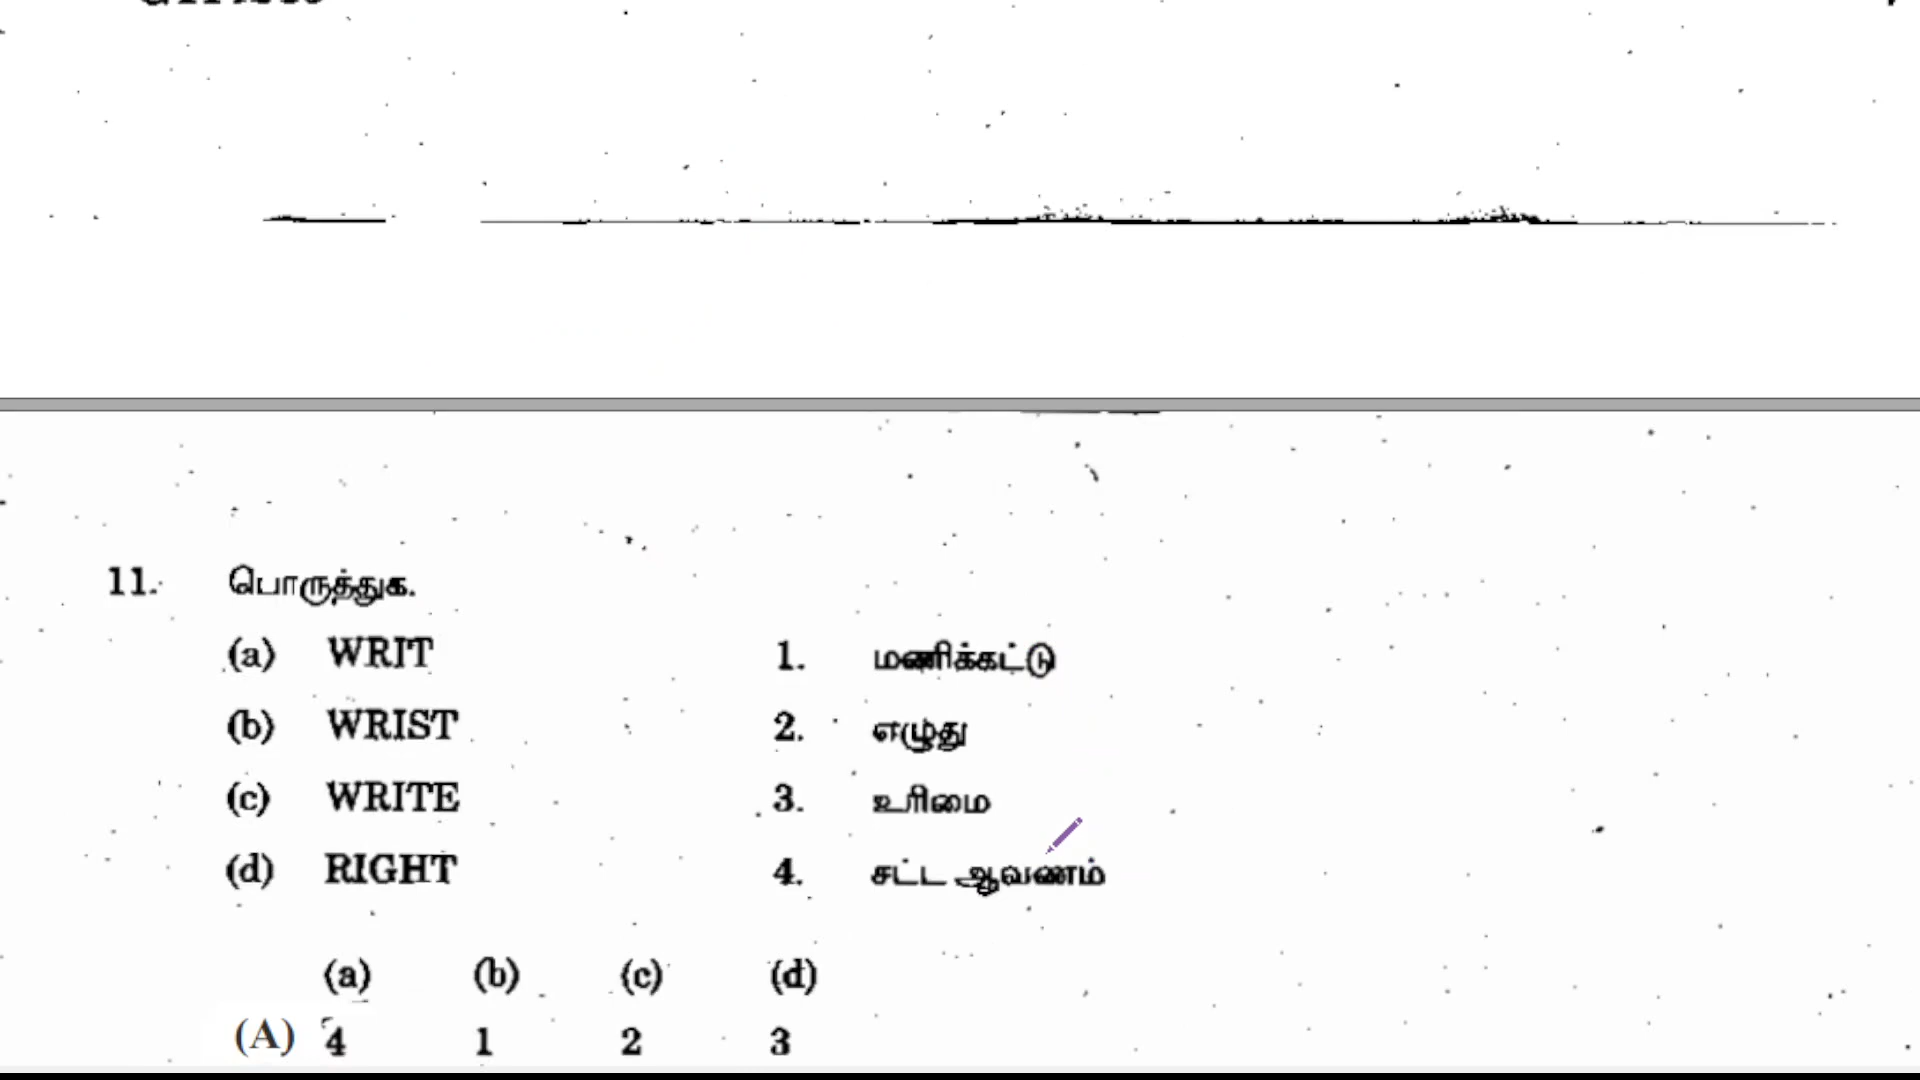 11. பொருத்துக.
(a) WRIT 1. மணிக்கட்டு
(b) WRIST 2. எழுது
(c) WRITE 3. உரிமை
(d) RIGHT 4. சட்ட ஆவணம்
(a) (b) (c) (d)
(A) 4 1 2 3